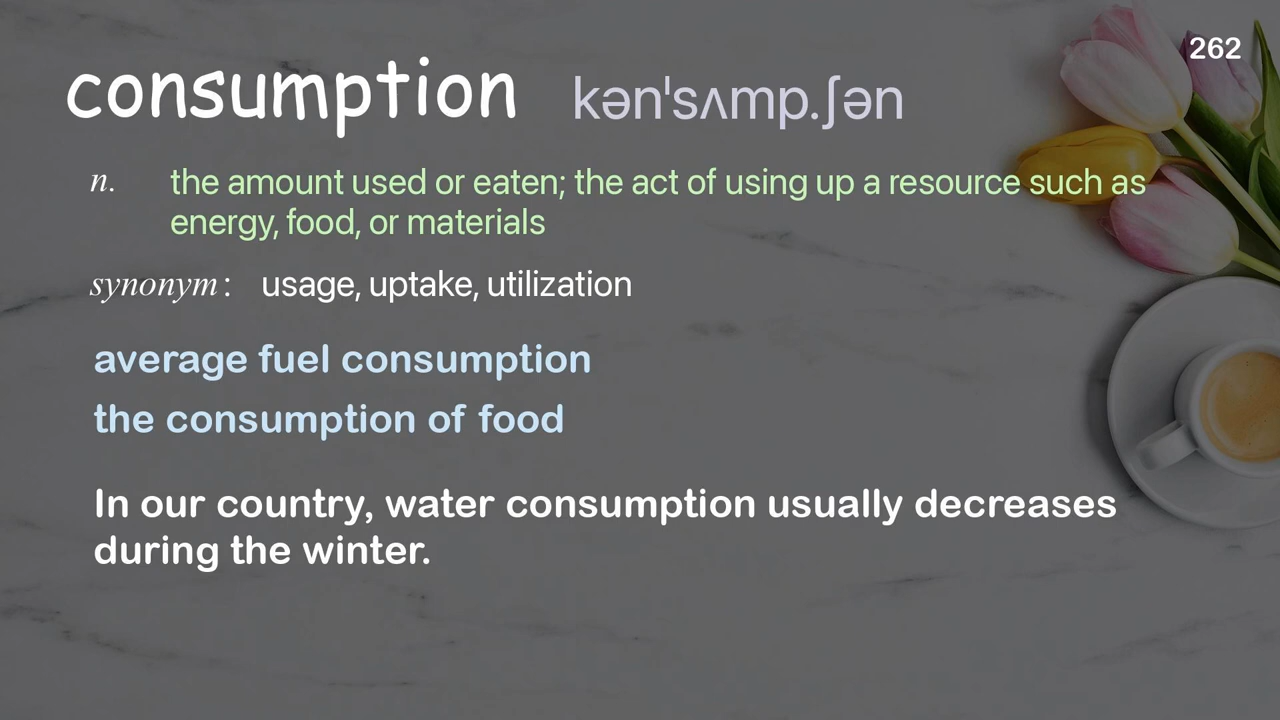 262
consumption kən'sʌmp.ʃən
n. the amount used or eaten; the act of using up a resource such as
energy, food, or materials
synonym: usage, uptake, utilization
average fuel consumption
the consumption of food
In our country, water consumption usually decreases
during the winter.